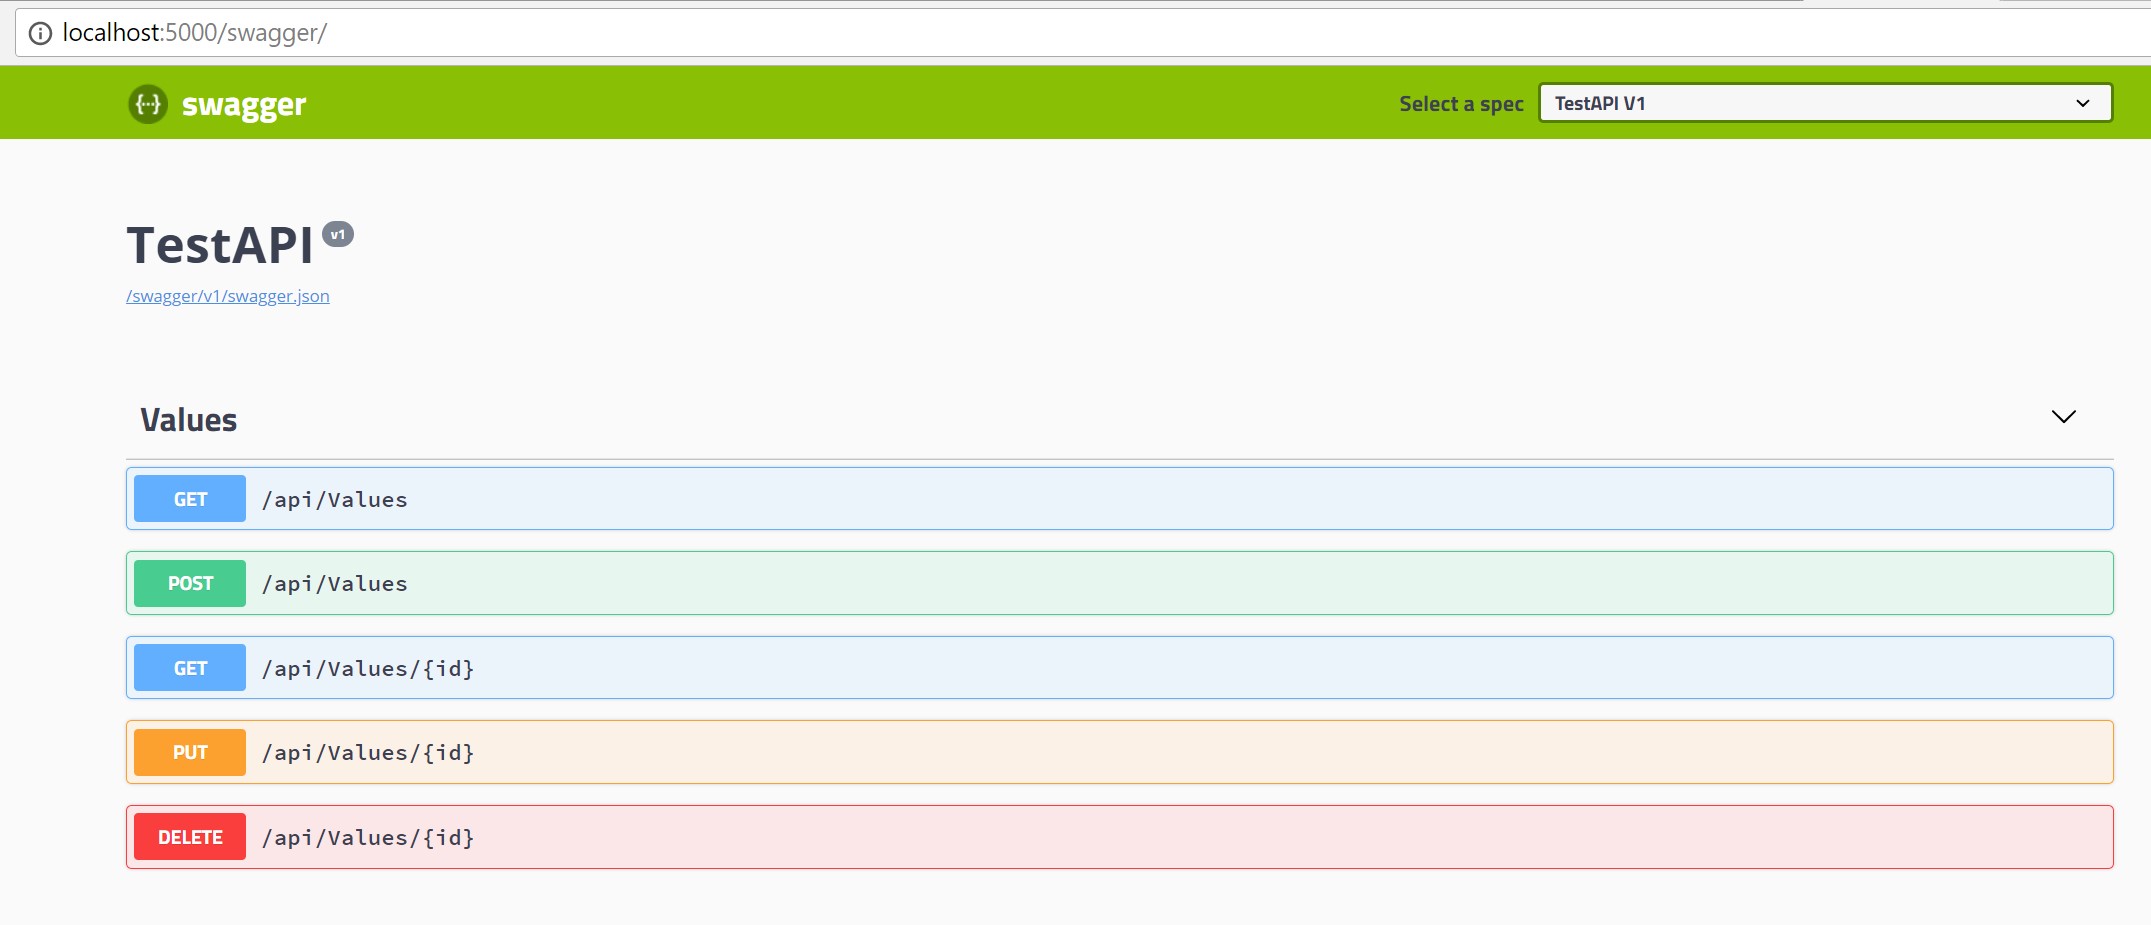 localhost:5000/swagger/
{···} swagger
Select a spec
TestAPI V1
TestAPI v1
/swagger/v1/swagger.json
Values
GET /api/Values
POST /api/Values
GET /api/Values/{id}
PUT /api/Values/{id}
DELETE /api/Values/{id}